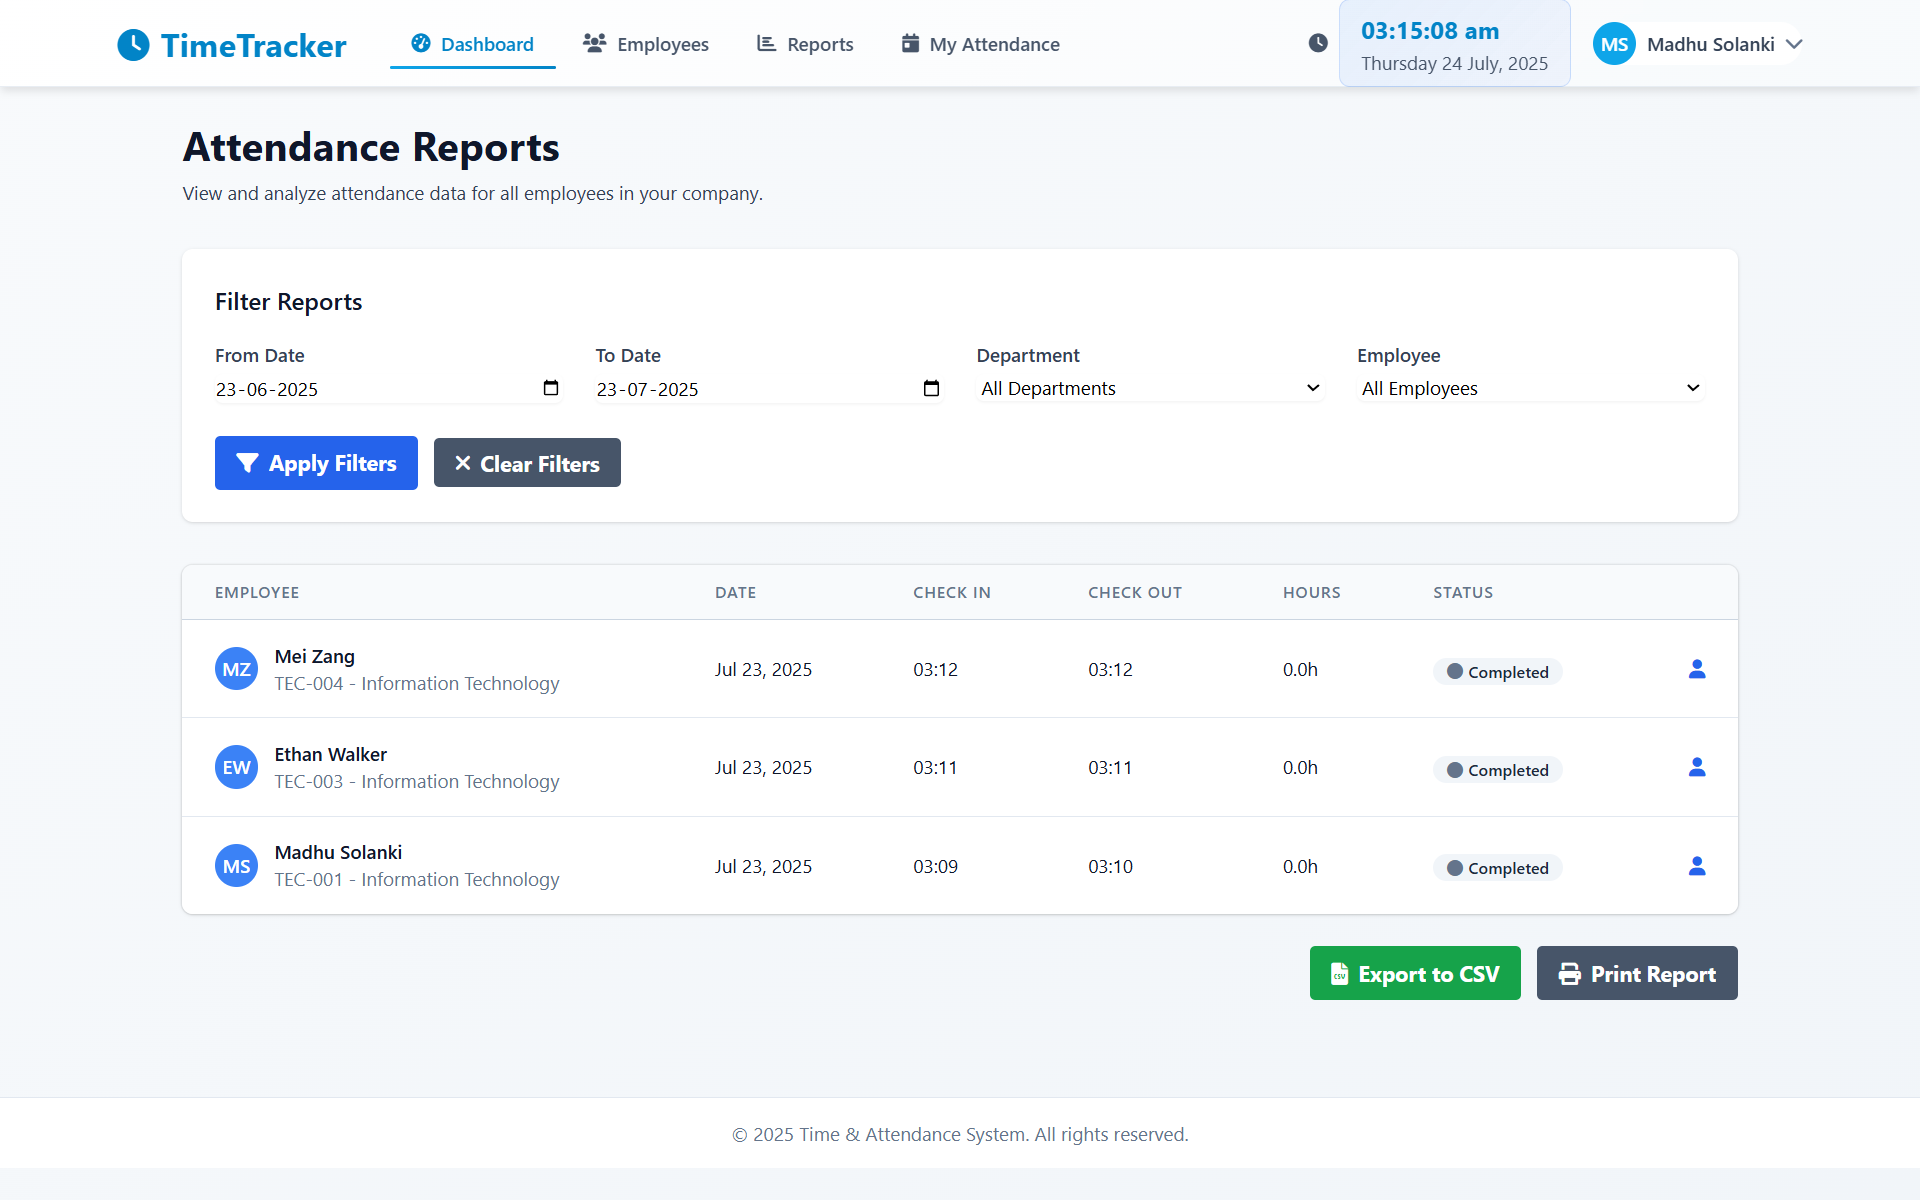 TimeTracker
Dashboard
Employees
Reports
My Attendance
03:15:08 am
Thursday 24 July, 2025
MS
Madhu Solanki
Attendance Reports
View and analyze attendance data for all employees in your company.
Filter Reports
From Date
23-06-2025
To Date
23-07-2025
Department
All Departments
Employee
All Employees
Apply Filters
Clear Filters
EMPLOYEE DATE CHECK IN CHECK OUT HOURS STATUS
MZ
Mei Zang
TEC-004 - Information Technology
Jul 23, 2025 03:12 03:12 0.0h Completed
EW
Ethan Walker
TEC-003 - Information Technology
Jul 23, 2025 03:11 03:11 0.0h Completed
MS
Madhu Solanki
TEC-001 - Information Technology
Jul 23, 2025 03:09 03:10 0.0h Completed
CSV
Export to CSV
Print Report
© 2025 Time & Attendance System. All rights reserved.